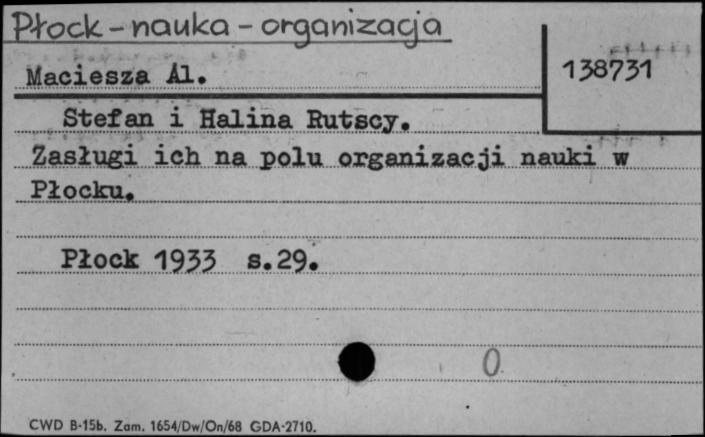 Płock - nauka - organizacja
Maciesza Al.
138731
Stefan i Halina Rutscy.
Zasługi ich na polu organizacji nauki w
Płocku.
Płock 1933 s.29.
0
CWD B-15b. Zam. 1654/Dw/On/68 GDA-2710.